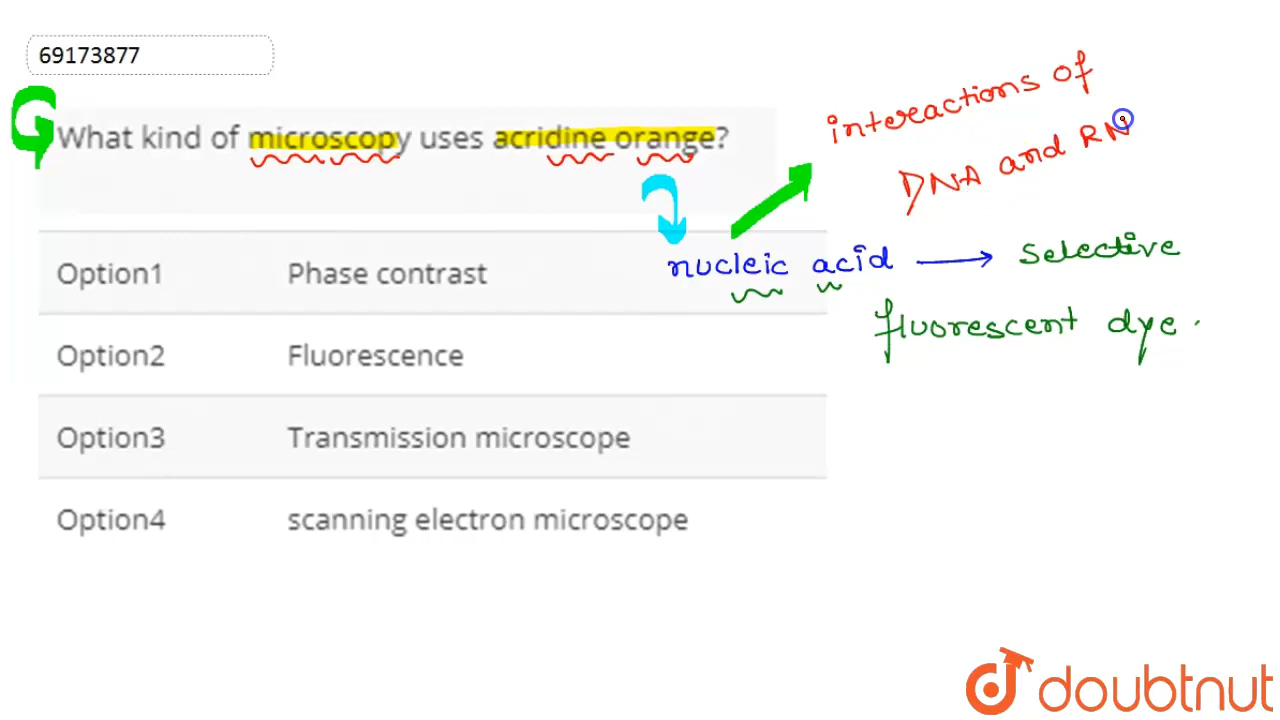 69173877
What kind of microscopy uses acridine orange?
Option1 Phase contrast
Option2 Fluorescence
Option3 Transmission microscope
Option4 scanning electron microscope
intereactions of
DNA and RN
nucleic acid → Selective
fluorescent dye.
doubtnut